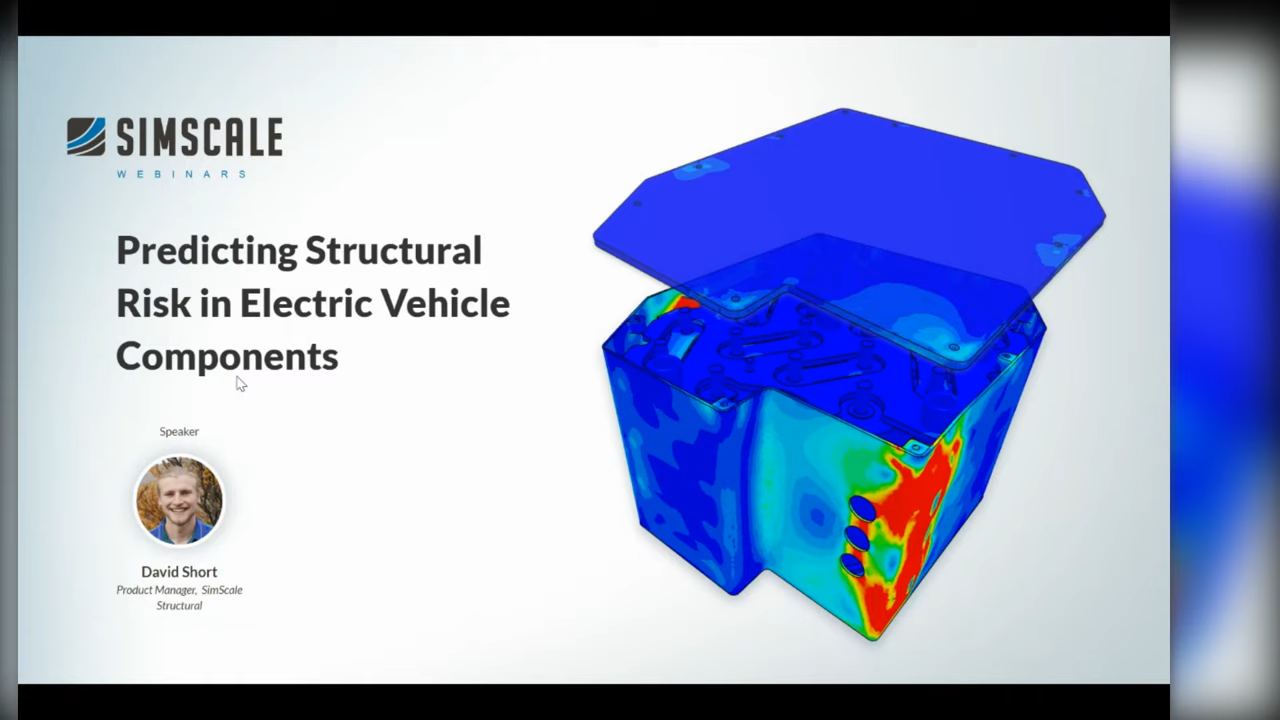 SIMSCALE
WEBINARS
Predicting Structural
Risk in Electric Vehicle
Components
Speaker
David Short
Product Manager, SimScale
Structural